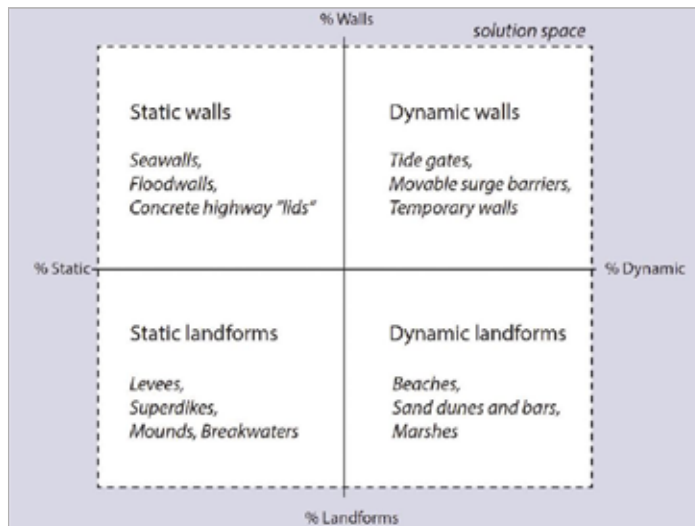 % Walls
solution space
Static walls
Seawalls,
Floodwalls,
Concrete highway "lids"
Dynamic walls
Tide gates,
Movable surge barriers,
Temporary walls
% Static
% Dynamic
Static landforms
Levees,
Superdikes,
Mounds, Breakwaters
Dynamic landforms
Beaches,
Sand dunes and bars,
Marshes
% Landforms